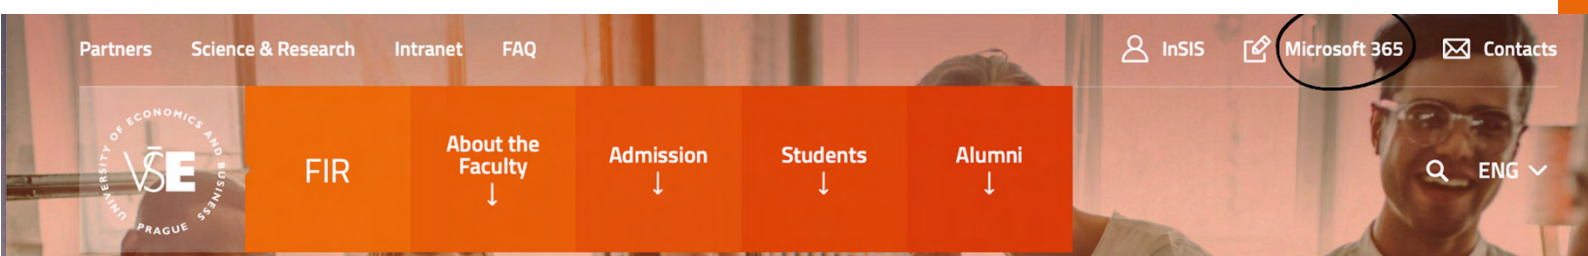 Partners Science & Research Intranet FAQ InSIS Microsoft 365 Contacts
UNIVERSITY OF ECONOMICS AND BUSINESS
VŠE
PRAGUE
FIR
About the
Faculty
Admission
Students
Alumni
ENG